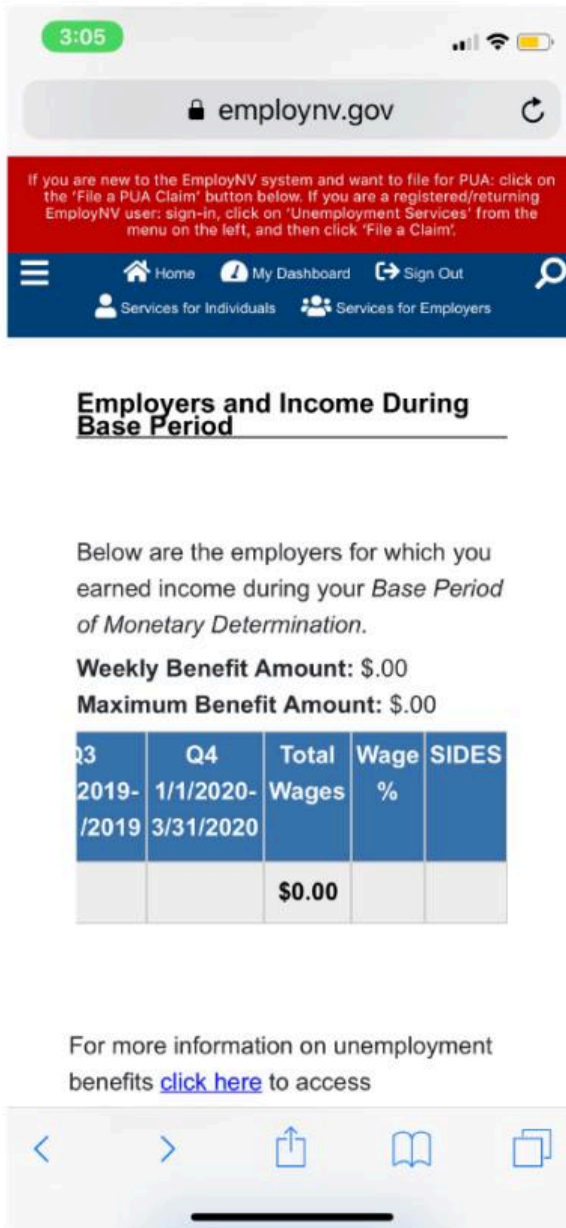 3:05
employnv.gov
If you are new to the EmployNV system and want to file for PUA: click on
the 'File a PUA Claim' button below. If you are a registered/returning
EmployNV user: sign-in, click on 'Unemployment Services' from the
menu on the left, and then click 'File a Claim'.
Home My Dashboard Sign Out
Services for Individuals Services for Employers
Employers and Income During
Base Period
Below are the employers for which you
earned income during your Base Period
of Monetary Determination.
Weekly Benefit Amount: $.00
Maximum Benefit Amount: $.00
Q3 Q4 Total Wage SIDES
2019- 1/1/2020- Wages %
/2019 3/31/2020
$0.00
For more information on unemployment
benefits click here to access